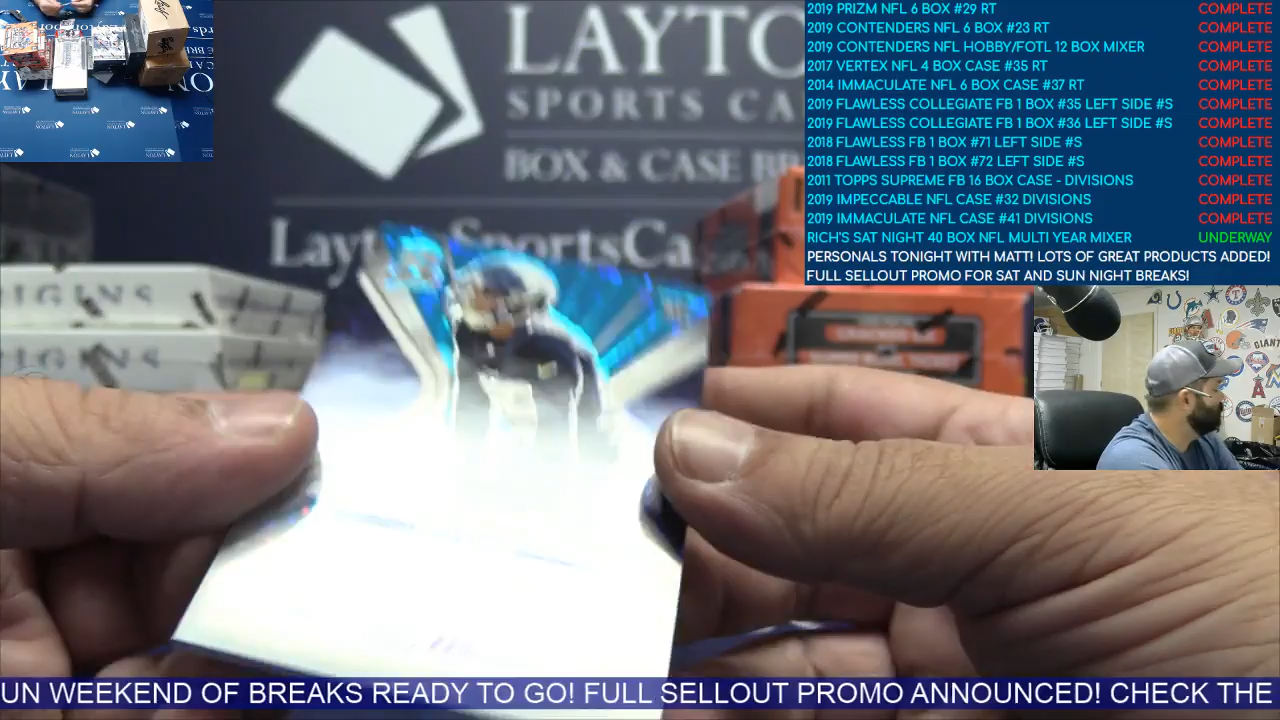 LAYTO
SPORTS CA
BOX & CASE BR
LaytonSportsCa
2019 PRIZM NFL 6 BOX #29 RT COMPLETE
2019 CONTENDERS NFL 6 BOX #23 RT COMPLETE
2019 CONTENDERS NFL HOBBY/FOTL 12 BOX MIXER COMPLETE
2017 VERTEX NFL 4 BOX CASE #35 RT COMPLETE
2014 IMMACULATE NFL 6 BOX CASE #37 RT COMPLETE
2019 FLAWLESS COLLEGIATE FB 1 BOX #35 LEFT SIDE #S COMPLETE
2019 FLAWLESS COLLEGIATE FB 1 BOX #36 LEFT SIDE #S COMPLETE
2018 FLAWLESS FB 1 BOX #71 LEFT SIDE #S COMPLETE
2018 FLAWLESS FB 1 BOX #72 LEFT SIDE #S COMPLETE
2011 TOPPS SUPREME FB 16 BOX CASE - DIVISIONS COMPLETE
2019 IMPECCABLE NFL CASE #32 DIVISIONS COMPLETE
2019 IMMACULATE NFL CASE #41 DIVISIONS COMPLETE
RICH'S SAT NIGHT 40 BOX NFL MULTI YEAR MIXER UNDERWAY
PERSONALS TONIGHT WITH MATT! LOTS OF GREAT PRODUCTS ADDED!
FULL SELLOUT PROMO FOR SAT AND SUN NIGHT BREAKS!
UN WEEKEND OF BREAKS READY TO GO! FULL SELLOUT PROMO ANNOUNCED! CHECK THE